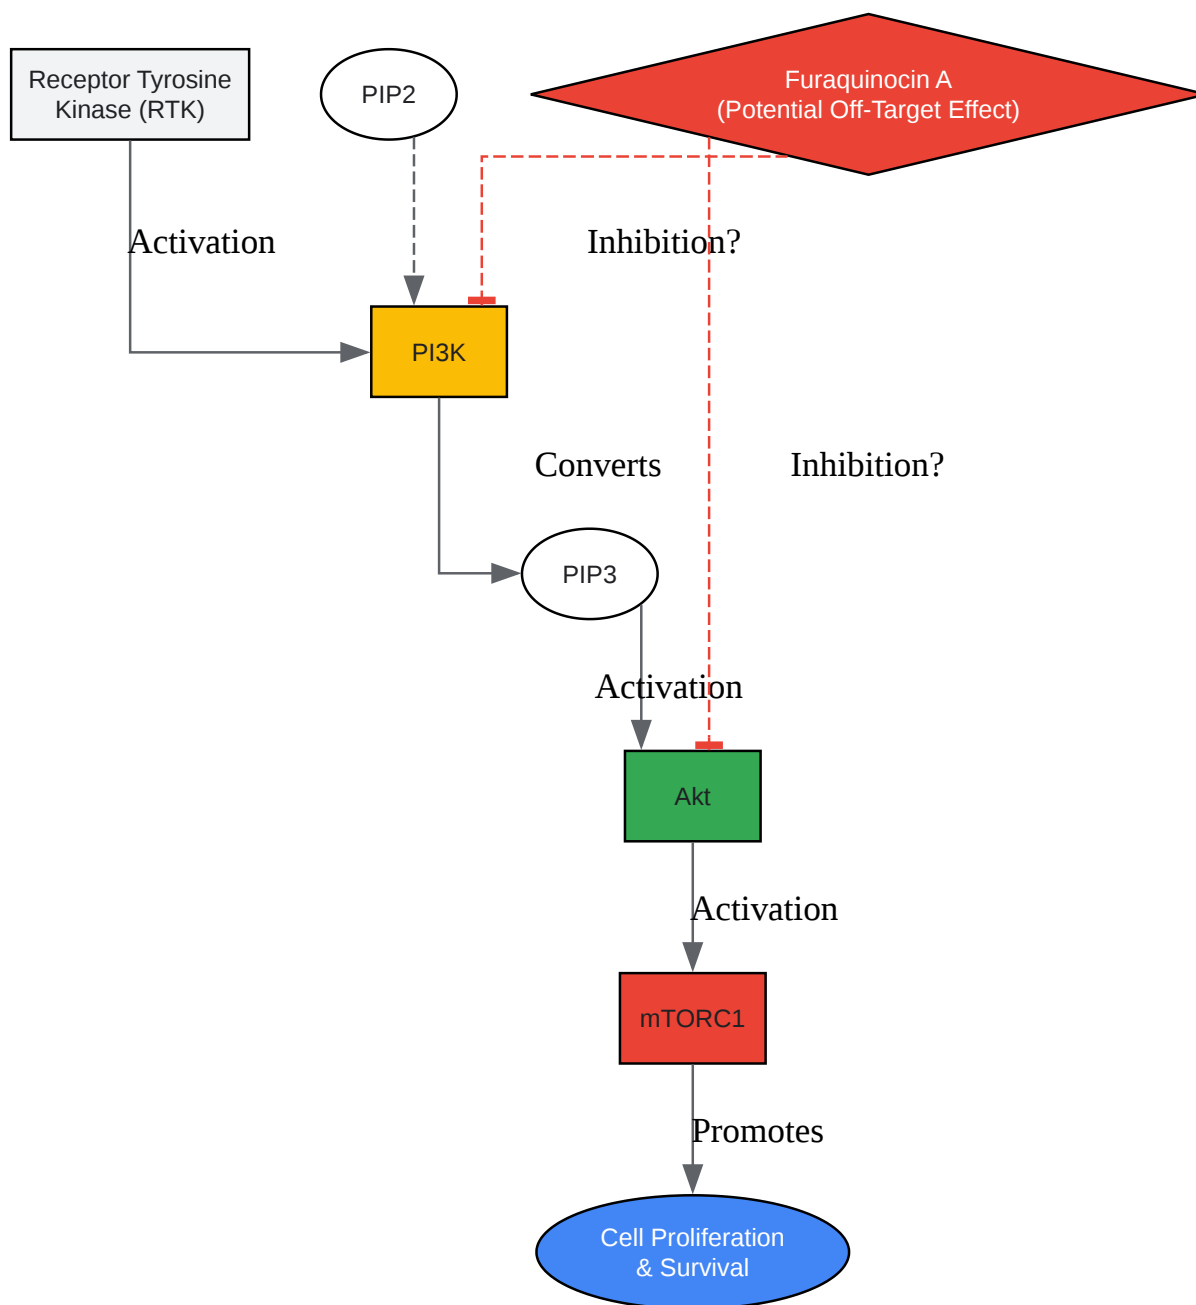 Receptor Tyrosine
Kinase (RTK)
PIP2
Furaquinocin A
(Potential Off-Target Effect)
Activation
Inhibition?
PI3K
Converts
Inhibition?
PIP3
Activation
Akt
Activation
mTORC1
Promotes
Cell Proliferation
& Survival